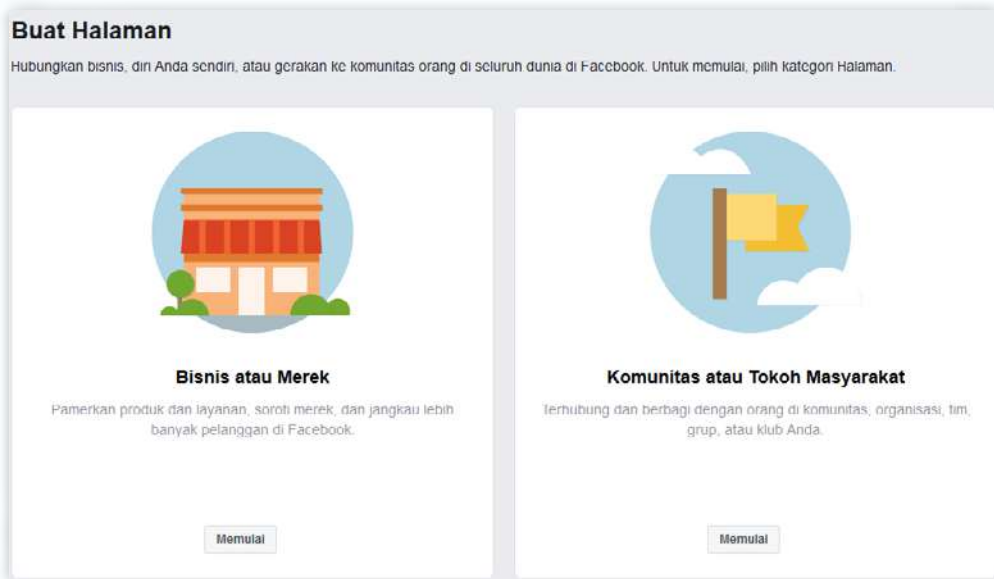 Buat Halaman
Hubungkan bisnis, diri Anda sendiri, atau gerakan ke komunitas orang di seluruh dunia di Facebook. Untuk memulai, pilih kategori Halaman.
Bisnis atau Merek
Pamerkan produk dan layanan, soroti merek, dan jangkau lebih
banyak pelanggan di Facebook.
Memulai
Komunitas atau Tokoh Masyarakat
Terhubung dan berbagi dengan orang di komunitas, organisasi, tim,
grup, atau klub Anda.
Memulai